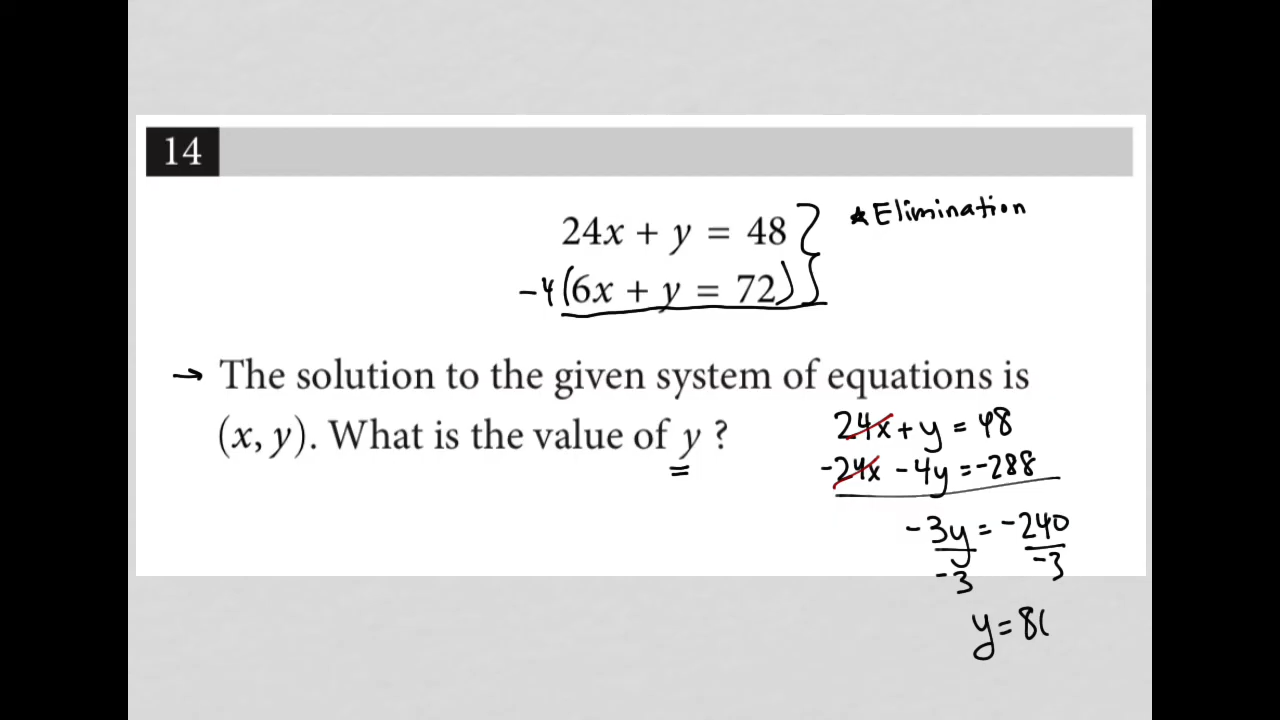 14
24x + y = 48
★Elimination
-4(6x + y = 72)
→ The solution to the given system of equations is
(x, y). What is the value of y ?
24x + y = 48
-24x - 4y = -288
-3y = -240
-3 -3
y = 8(